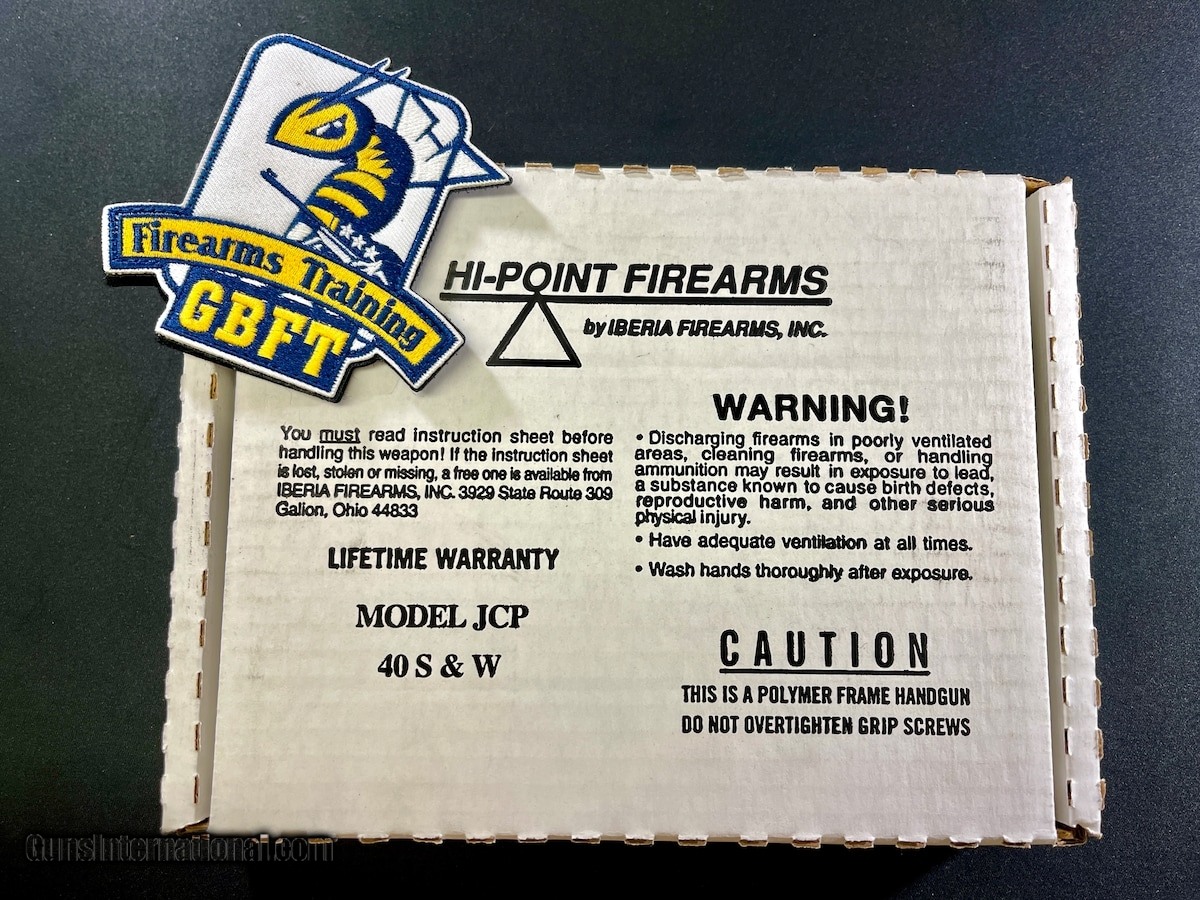 Firearms Training
GBFT
HI-POINT FIREARMS
by IBERIA FIREARMS, INC.
You must read instruction sheet before
handling this weapon! If the instruction sheet
is lost, stolen or missing, a free one is available from
IBERIA FIREARMS, INC. 3929 State Route 309
Galion, Ohio 44833
LIFETIME WARRANTY
MODEL JCP
40 S & W
WARNING!
• Discharging firearms in poorly ventilated
areas, cleaning firearms, or handling
ammunition may result in exposure to lead,
a substance known to cause birth defects,
reproductive harm, and other serious
physical injury.
• Have adequate ventilation at all times.
• Wash hands thoroughly after exposure.
CAUTION
THIS IS A POLYMER FRAME HANDGUN
DO NOT OVERTIGHTEN GRIP SCREWS
GunsInternational.com